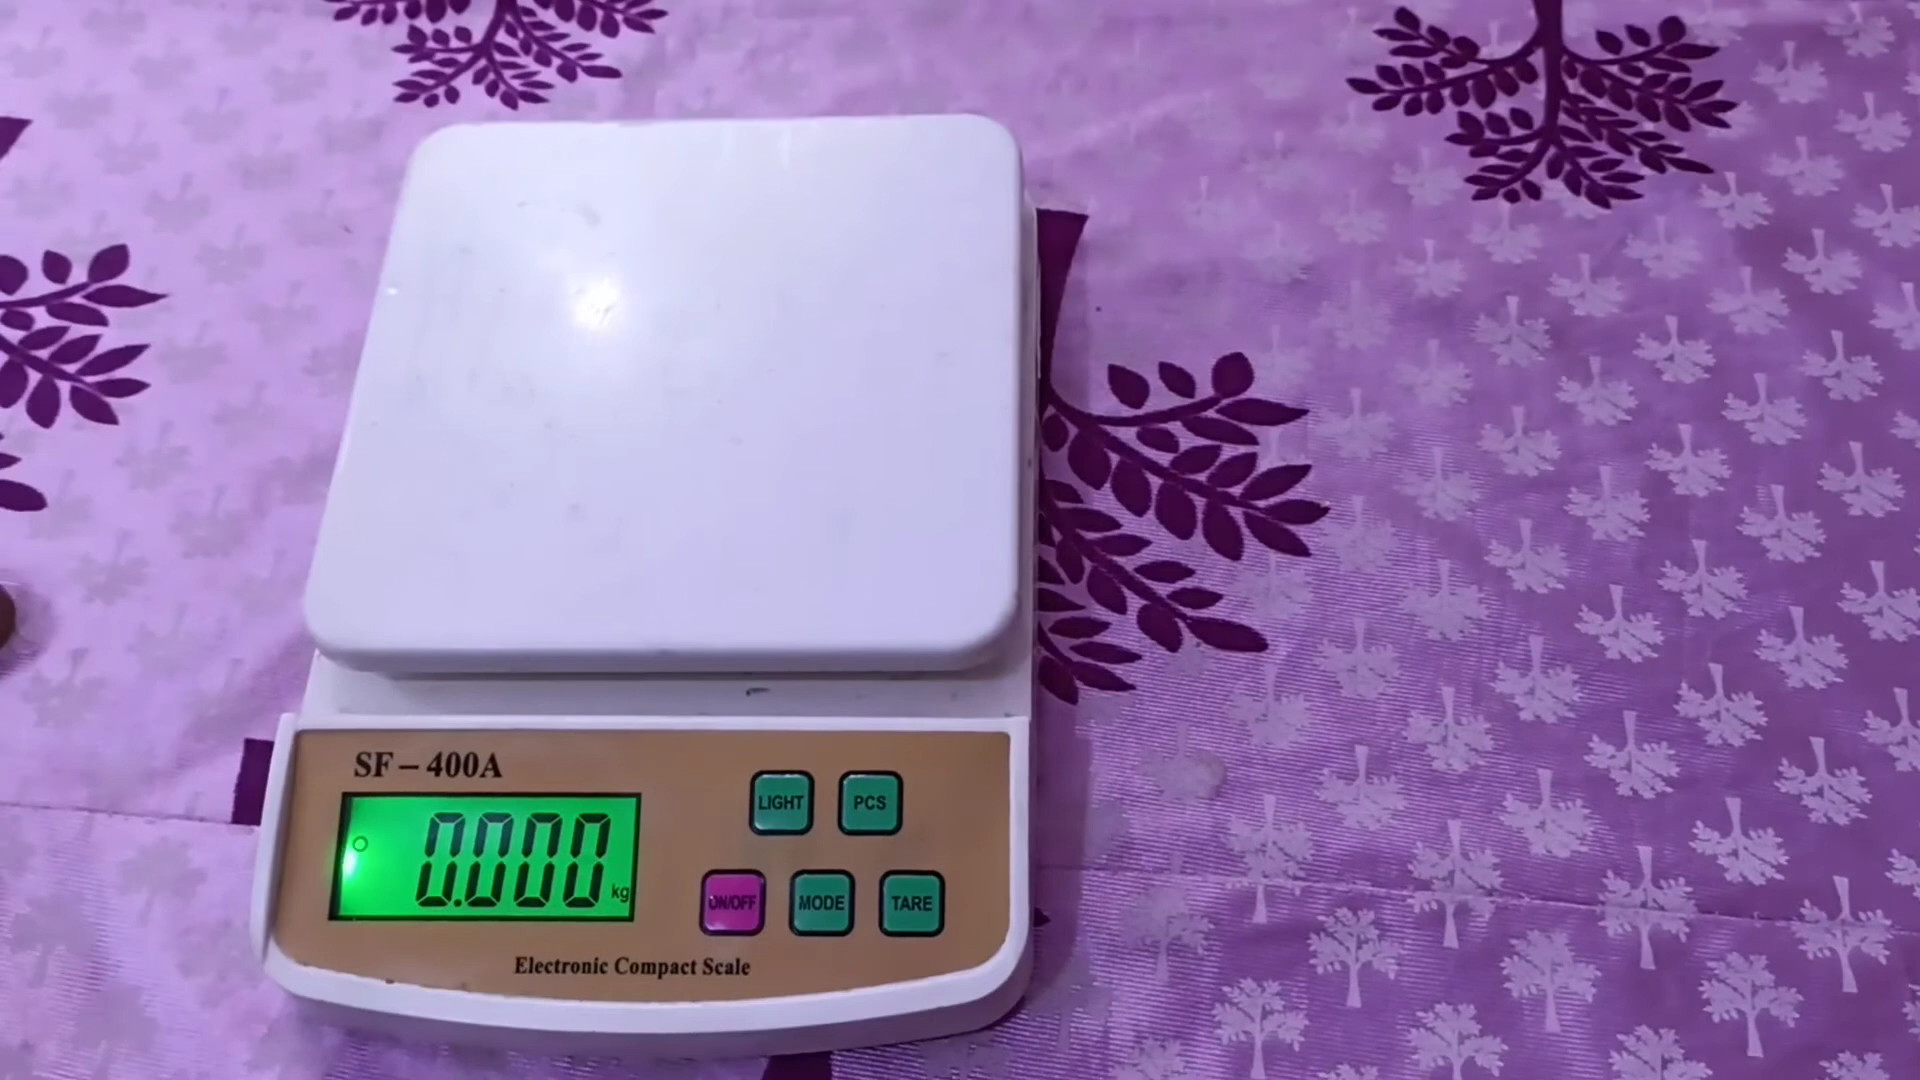 SF – 400A
0.000 kg
LIGHT PCS
ON/OFF MODE TARE
Electronic Compact Scale